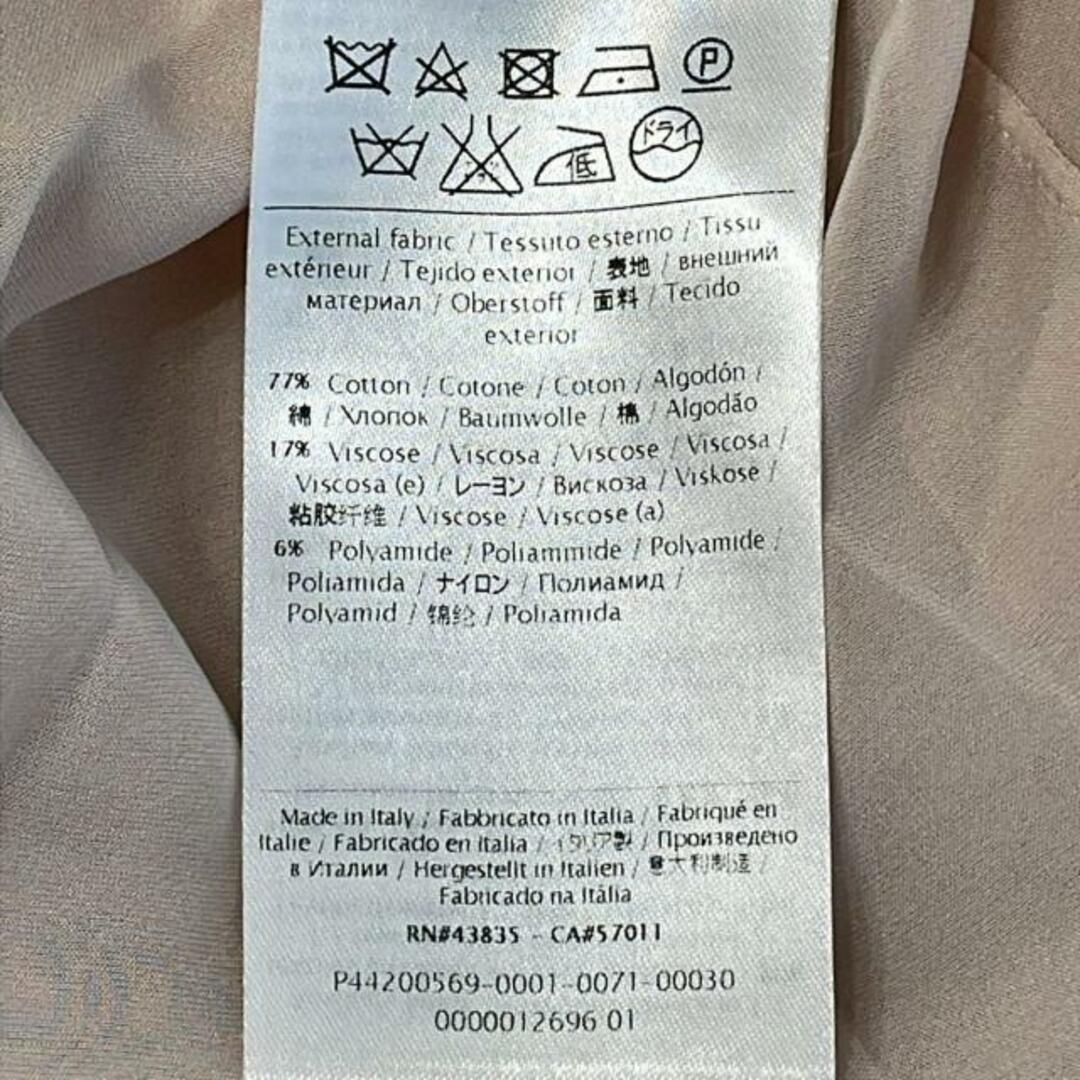 P
低
ドライ
External fabric / Tessuto esterno / Tissu
extérieur / Tejido exterior / 表地 / внешний
материал / Oberstoff / 面料 / Tecido
exterior
77% Cotton / Cotone / Coton / Algodón /
綿 / Хлопок / Baumwolle / 棉 / Algodão
17% Viscose / Viscosa / Viscose / Viscosa /
Viscosa (e) / レーヨン / Вискоза / Viskose /
粘胶纤维 / Viscose / Viscose (a)
6% Polyamide / Poliammide / Polyamide /
Poliamida / ナイロン / Полиамид /
Polyamid / 锦纶 / Poliamida
Made in Italy / Fabbricato in Italia / Fabriqué en
Italie / Fabricado en Italia / イタリア製 / Произведено
в Италии / Hergestellt in Italien / 意大利制造 /
Fabricado na Itália
RN#43835 - CA#57011
P44200569-0001-0071-00030
0000012696 01